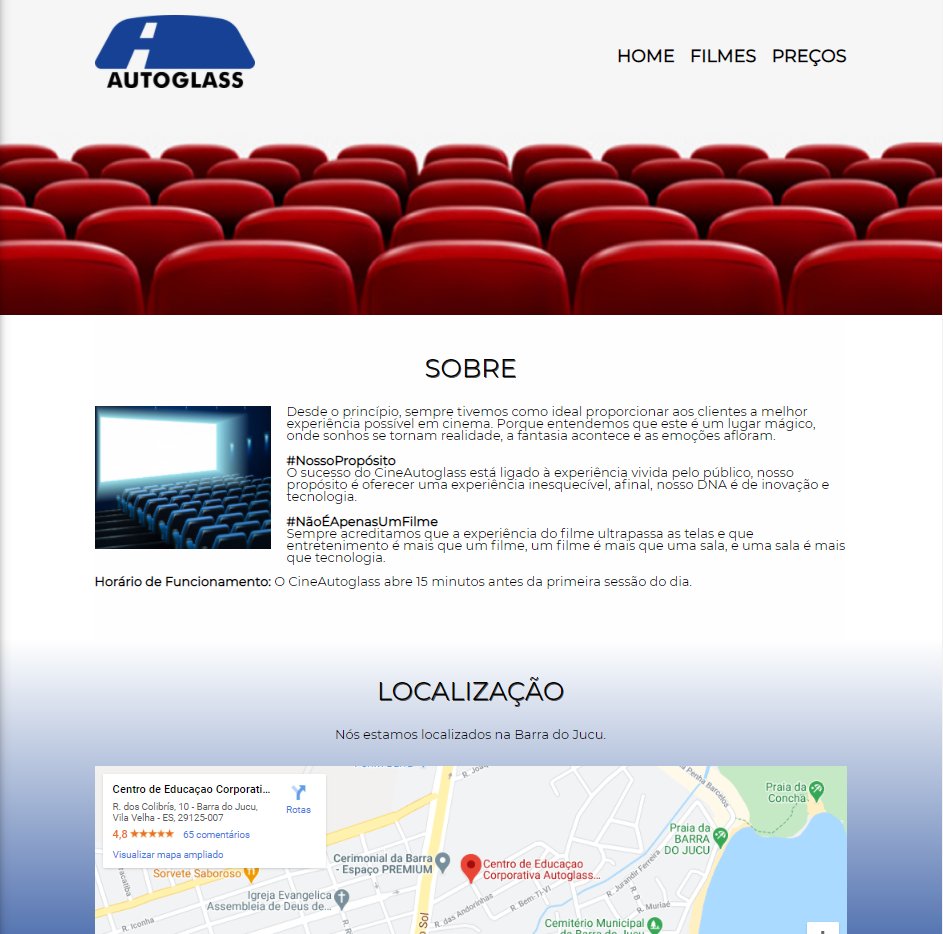 AUTOGLASS
HOME FILMES PREÇOS
SOBRE
Desde o princípio, sempre tivemos como ideal proporcionar aos clientes a melhor
experiência possível em cinema. Porque entendemos que este é um lugar mágico,
onde sonhos se tornam realidade, a fantasia acontece e as emoções afloram.
#NossoPropósito
O sucesso do CineAutoglass está ligado à experiência vivida pelo público, nosso
propósito é oferecer uma experiência inesquecível, afinal, nosso DNA é de inovação e
tecnologia.
#NãoÉApenasUmFilme
Sempre acreditamos que a experiência do filme ultrapassa as telas e que
entretenimento é mais que um filme, um filme é mais que uma sala, e uma sala é mais
que tecnologia.
Horário de Funcionamento: O CineAutoglass abre 15 minutos antes da primeira sessão do dia.
LOCALIZAÇÃO
Nós estamos localizados na Barra do Jucu.
Centro de Educaçao Corporati...
R. dos Colibrís, 10 - Barra do Jucu,
Vila Velha - ES, 29125-007
4,8 ★★★★★ 65 comentários
Visualizar mapa ampliado
Rotas
Praia da
Concha
Praia da
BARRA
DO JUCU
Cerimonial da Barra
- Espaço PREMIUM
Centro de Educaçao
Corporativa Autoglass...
Sorvete Saboroso
Igreja Evangelica
Assembleia de Deus de...
R. Jurandir Ferreira
R. Bem-Ti-Vi
R. das Andorinhas
R. B
R. Muriaé
R. Iconha
Sol
Cemitério Municipal
da Barra do Jucu